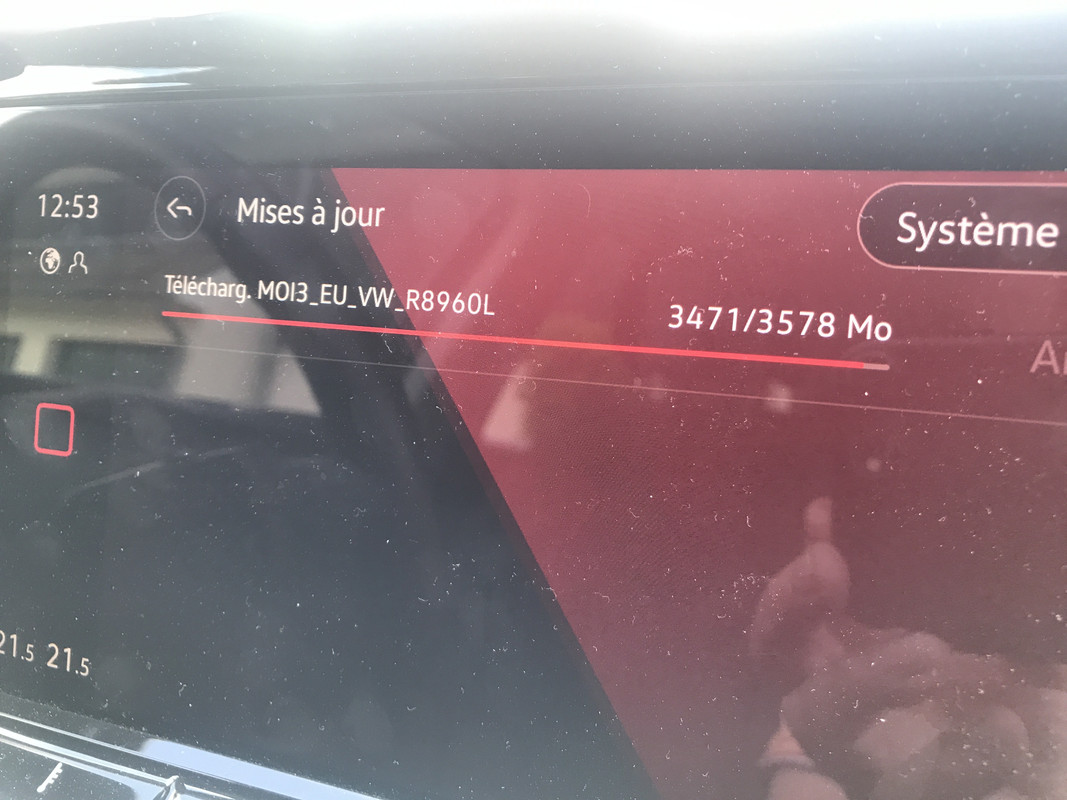 12:53
Mises à jour
Système
Télécharg. MOI3_EU_VW_R8960L
3471/3578 Mo
21.5 21.5